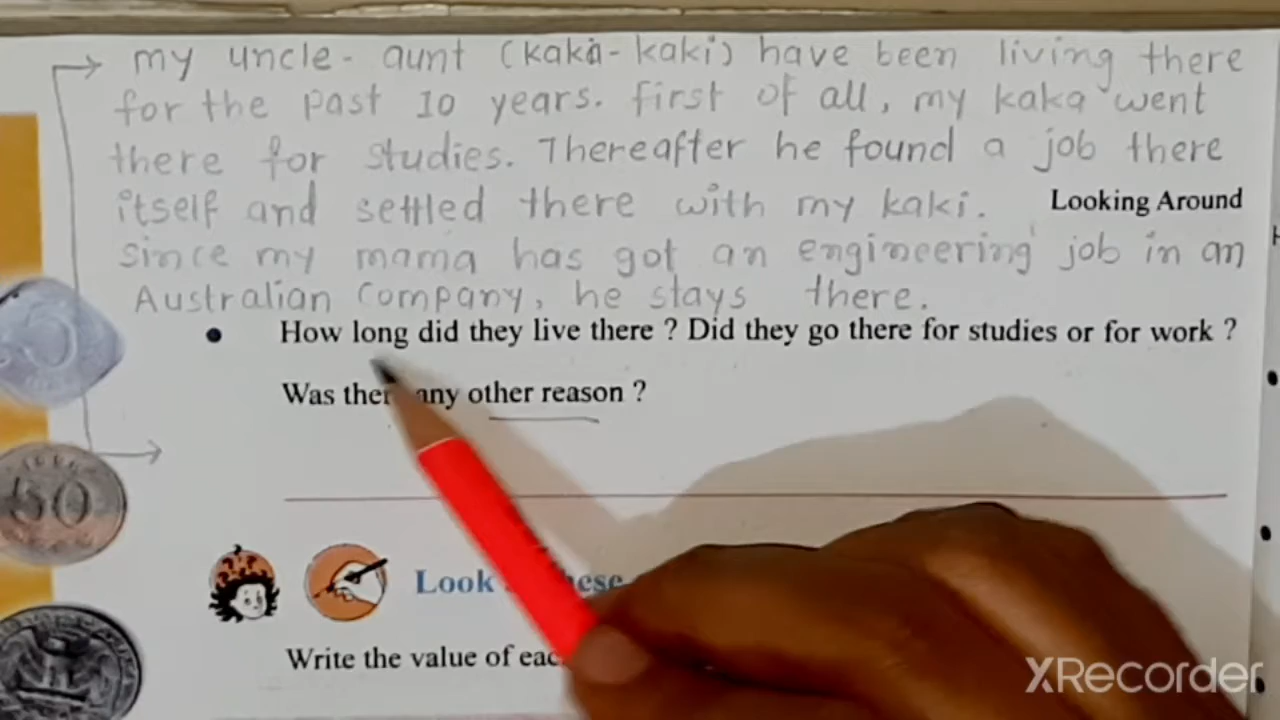 my uncle - aunt (kaka - kaki) have been living there
for the past 10 years. first of all, my kaka went
there for studies. Thereafter he found a job there
itself and settled there with my kaki.
Looking Around
since my mama has got an engineering job in an
Australian company, he stays there.
• How long did they live there ? Did they go there for studies or for work ?
Was any other reason ?
50
Look
Write the value of
XRecorder